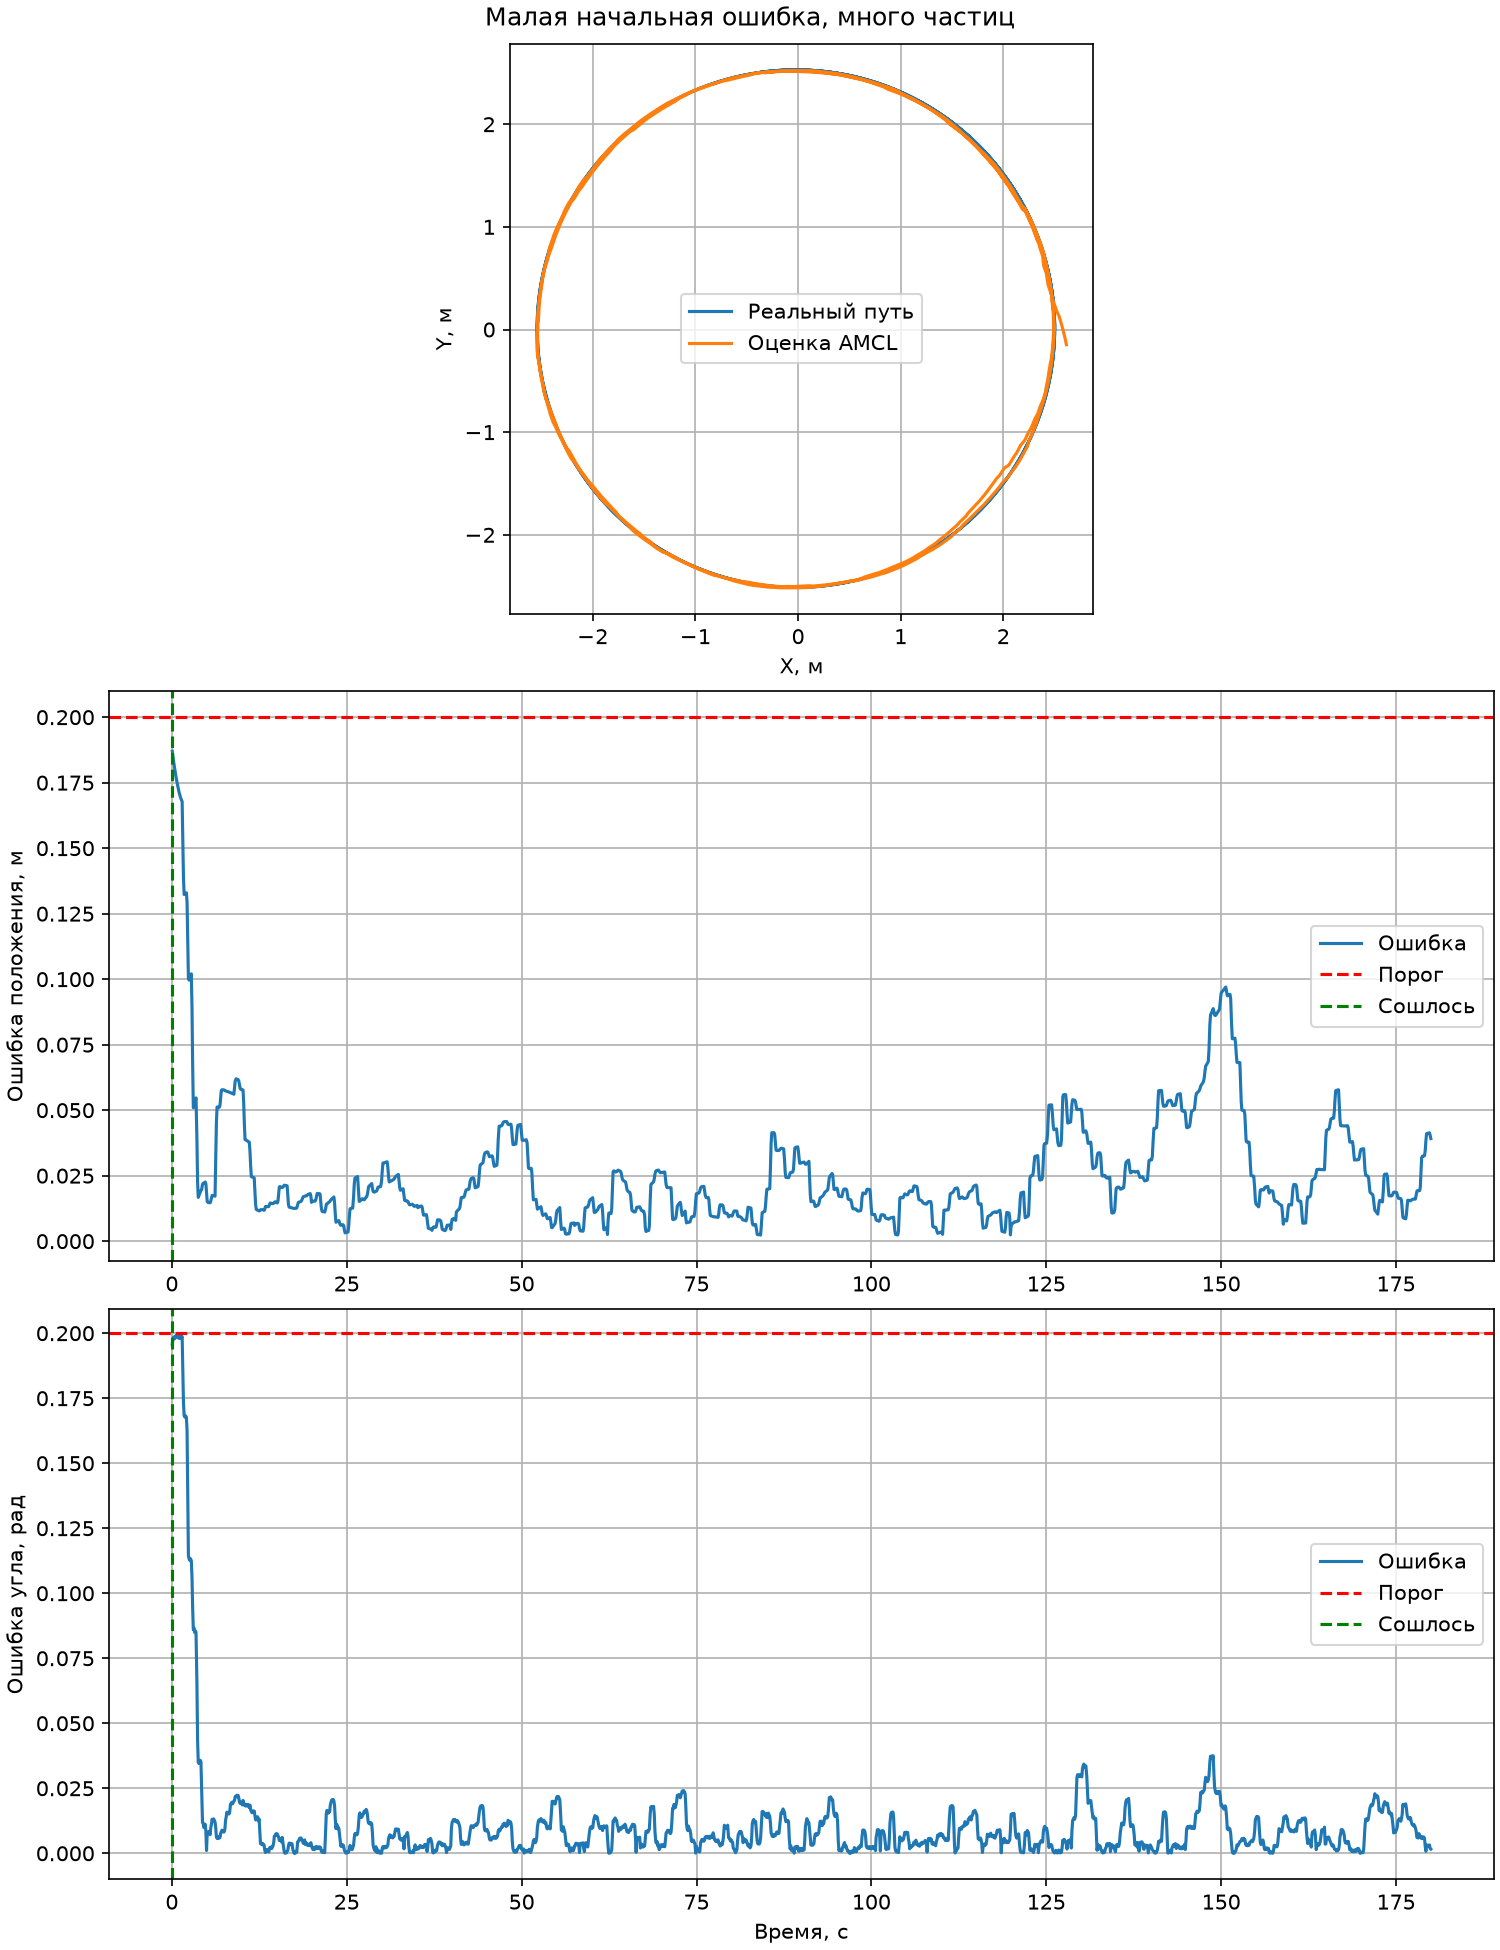 Малая начальная ошибка, много частиц
Y, м
2
1
0
−1
−2
Реальный путь
Оценка AMCL
−2 −1 0 1 2
X, м
Ошибка положения, м
0.200
0.175
0.150
0.125
0.100
0.075
0.050
0.025
0.000
Ошибка
Порог
Сошлось
0 25 50 75 100 125 150 175
Ошибка угла, рад
0.200
0.175
0.150
0.125
0.100
0.075
0.050
0.025
0.000
Ошибка
Порог
Сошлось
0 25 50 75 100 125 150 175
Время, с